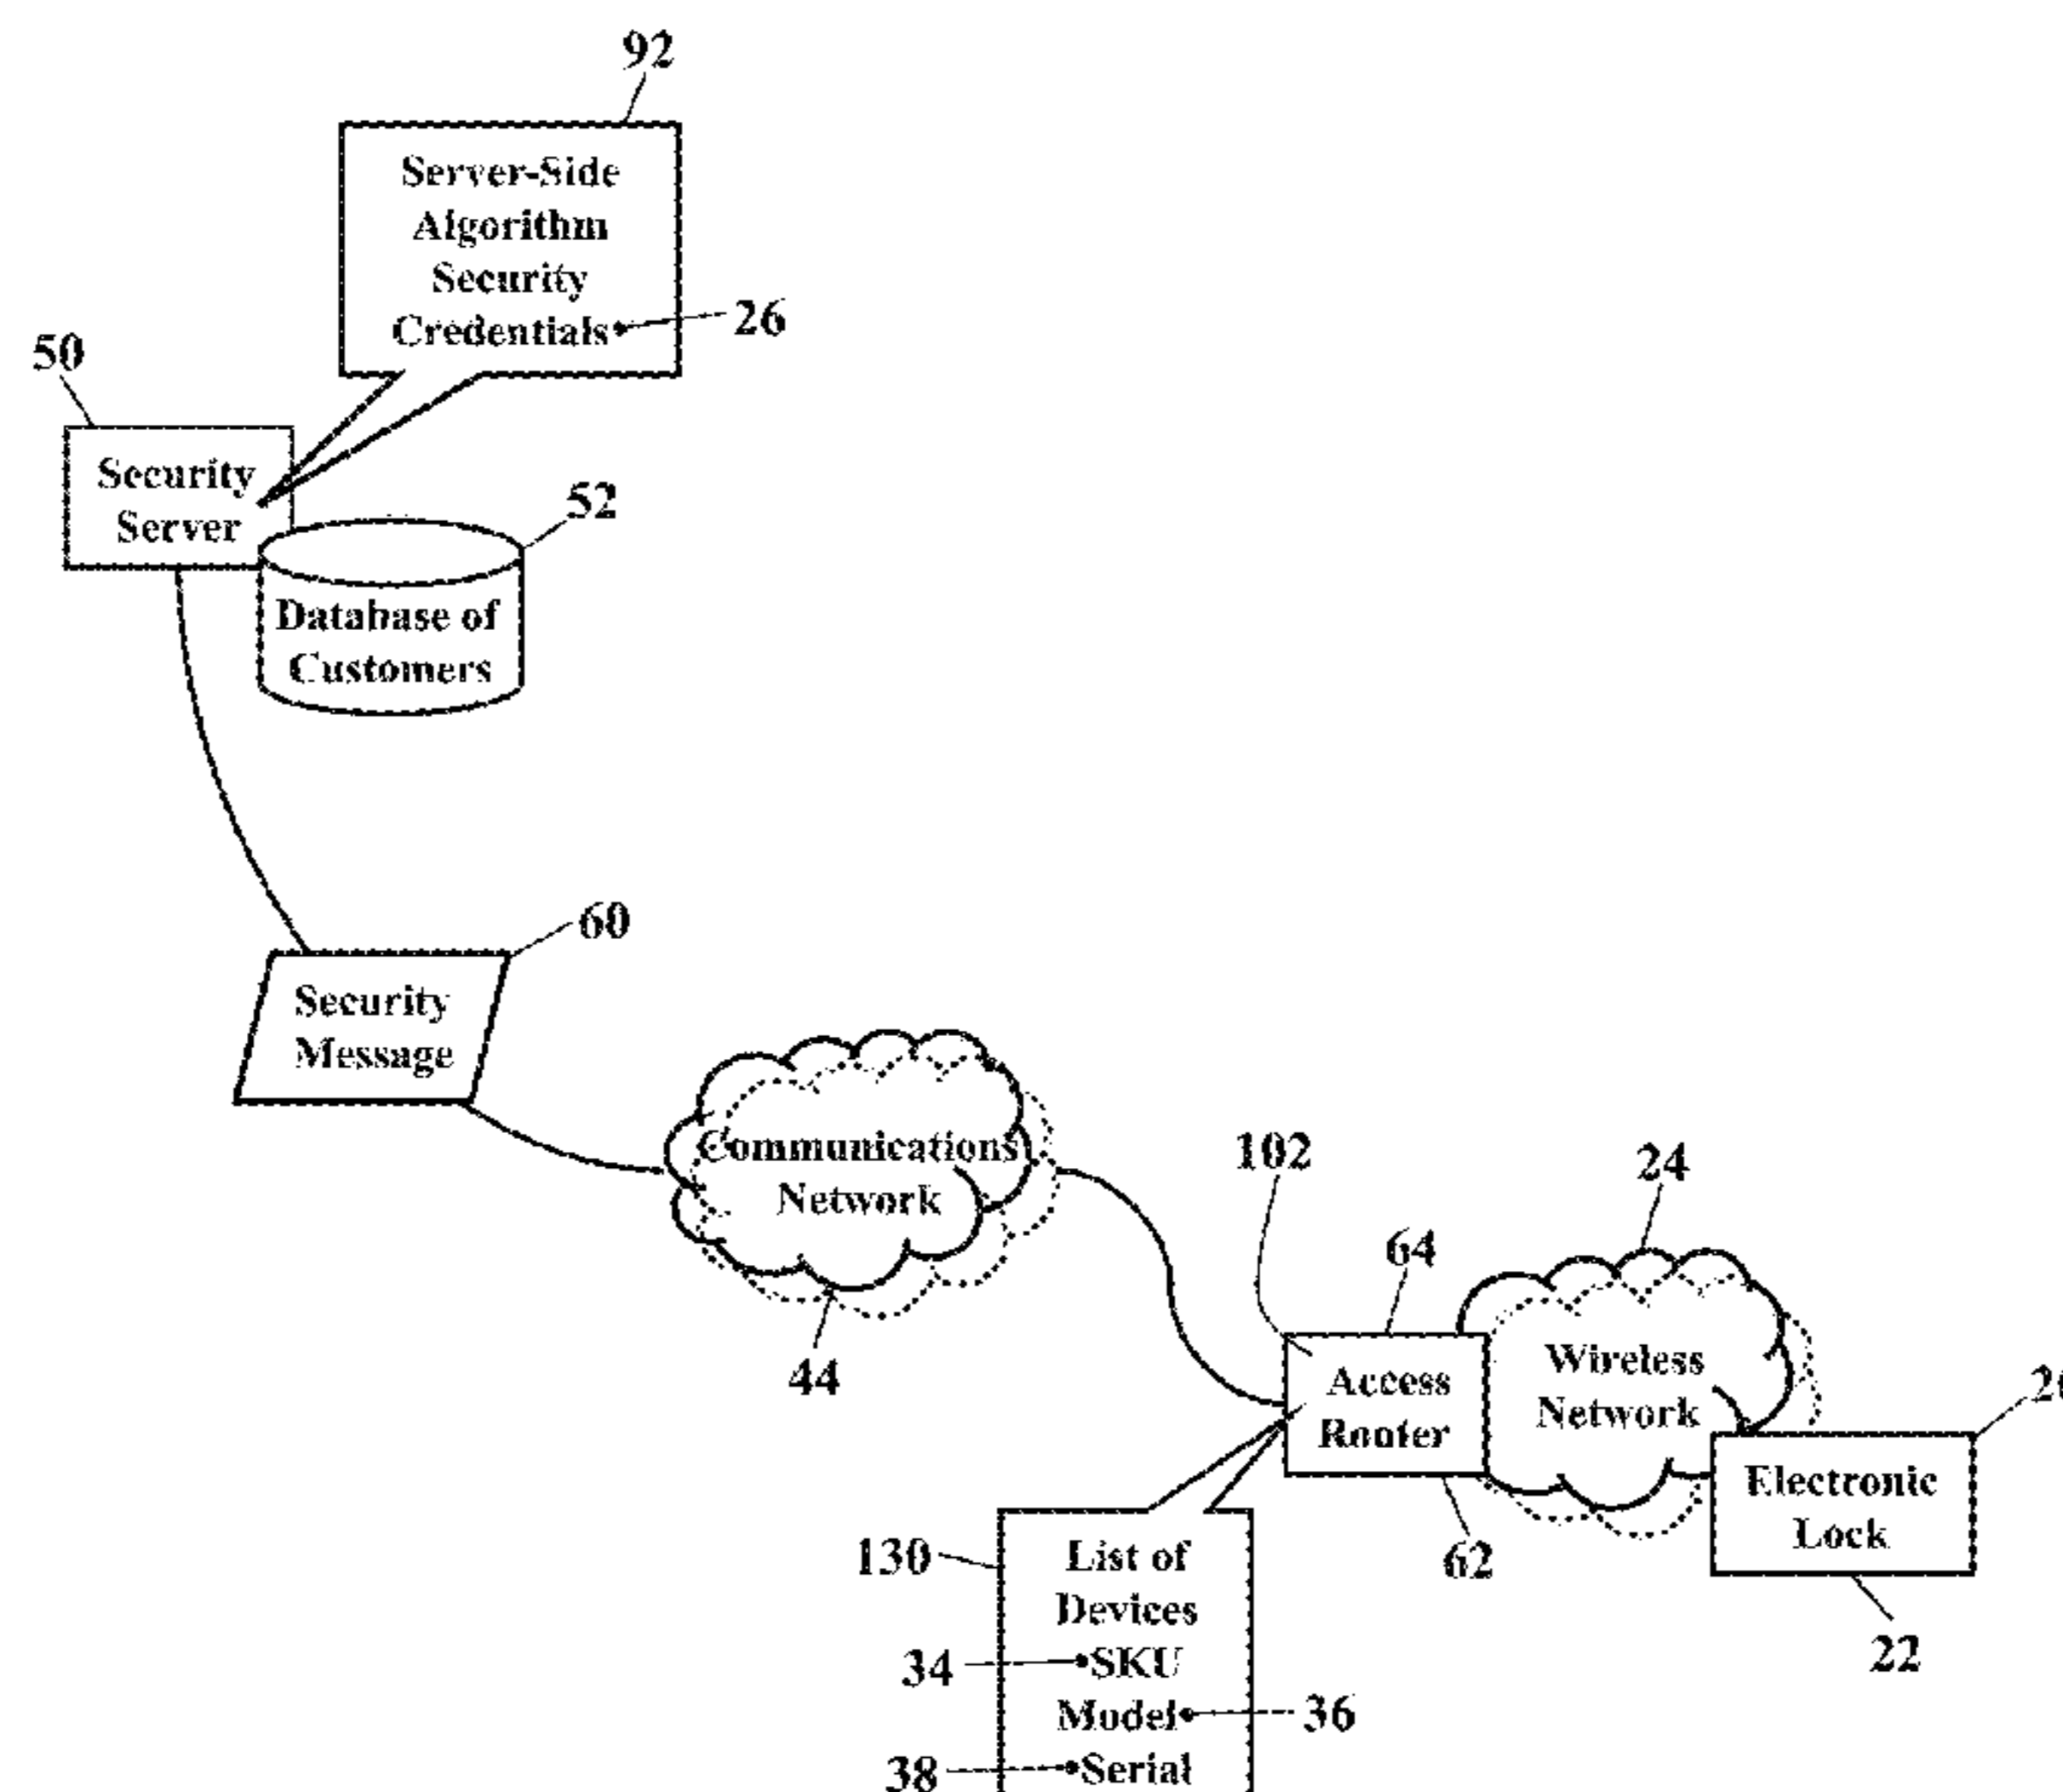 92
Server-Side
Algorithm
Security
Credentials
26
50
Security
Server
52
Database of
Customers
60
Security
Message
Communications
Network
44
102
64
24
Access
Router
Wireless
Network
Electronic
Lock
62
22
130
List of
Devices
34
SKU
Model
36
38
Serial